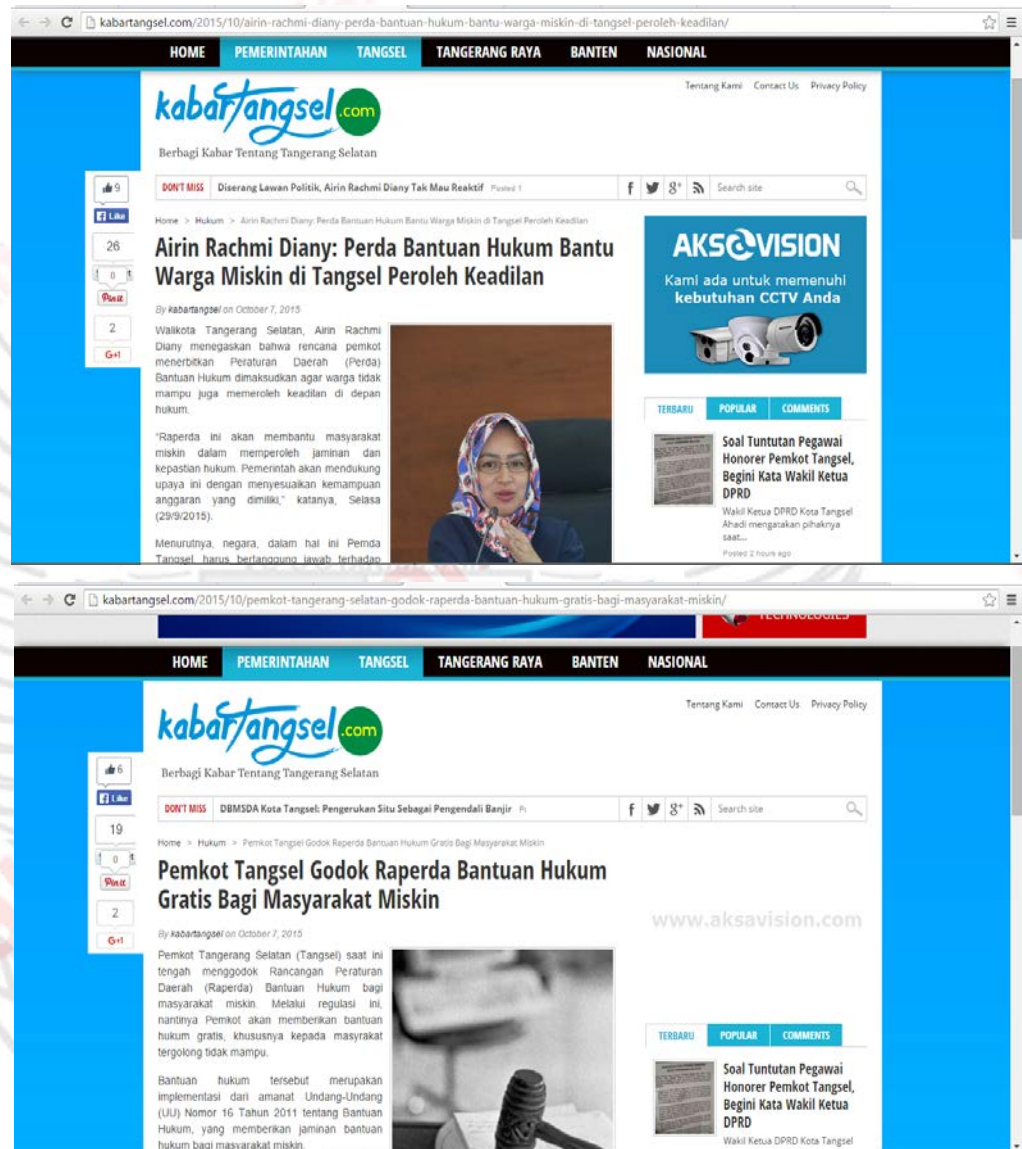 kabartangsel.com/2015/10/airin-rachmi-diany-perda-bantuan-hukum-bantu-warga-miskin-di-tangsel-peroleh-keadilan/
HOME PEMERINTAHAN TANGSEL TANGERANG RAYA BANTEN NASIONAL
Tentang Kami Contact Us Privacy Policy
kabartangsel.com
Berbagi Kabar Tentang Tangerang Selatan
9
DON'T MISS Diserang Lawan Politik, Airin Rachmi Diany Tak Mau Reaktif Posted 1
Search site
Like
Home > Hukum > Airin Rachmi Diany: Perda Bantuan Hukum Bantu Warga Miskin di Tangsel Peroleh Keadilan
26
0
Pin it
2
G+1
Airin Rachmi Diany: Perda Bantuan Hukum Bantu
Warga Miskin di Tangsel Peroleh Keadilan
By kabartangsel on October 7, 2015
Walikota Tangerang Selatan, Airin Rachmi
Diany menegaskan bahwa rencana pemkot
menerbitkan Peraturan Daerah (Perda)
Bantuan Hukum dimaksudkan agar warga tidak
mampu juga memeroleh keadilan di depan
hukum.
"Raperda ini akan membantu masyarakat
miskin dalam memperoleh jaminan dan
kepastian hukum. Pemerintah akan mendukung
upaya ini dengan menyesuaikan kemampuan
anggaran yang dimiliki," katanya, Selasa
(29/9/2015).
Menurutnya, negara, dalam hal ini Pemda
Tangsel harus bertanggung jawab terhadap
AKSAVISION
Kami ada untuk memenuhi
kebutuhan CCTV Anda
TERBARU POPULAR COMMENTS
Soal Tuntutan Pegawai
Honorer Pemkot Tangsel,
Begini Kata Wakil Ketua
DPRD
Wakil Ketua DPRD Kota Tangsel
Ahadi mengatakan pihaknya
saat...
Posted 2 hours ago
kabartangsel.com/2015/10/pemkot-tangerang-selatan-godok-raperda-bantuan-hukum-gratis-bagi-masyarakat-miskin/
TECHNOLOGIES
HOME PEMERINTAHAN TANGSEL TANGERANG RAYA BANTEN NASIONAL
Tentang Kami Contact Us Privacy Policy
kabartangsel.com
Berbagi Kabar Tentang Tangerang Selatan
6
Like
DON'T MISS DBMSDA Kota Tangsel: Pengerukan Situ Sebagai Pengendali Banjir
Search site
19
0
Pin it
2
G+1
Home > Hukum > Pemkot Tangsel Godok Raperda Bantuan Hukum Gratis Bagi Masyarakat Miskin
Pemkot Tangsel Godok Raperda Bantuan Hukum
Gratis Bagi Masyarakat Miskin
By kabartangsel on October 7, 2015
Pemkot Tangerang Selatan (Tangsel) saat ini
tengah menggodok Rancangan Peraturan
Daerah (Raperda) Bantuan Hukum bagi
masyarakat miskin. Melalui regulasi ini,
nantinya Pemkot akan memberikan bantuan
hukum gratis, khususnya kepada masyrakat
tergolong tidak mampu.
Bantuan hukum tersebut merupakan
implementasi dari amanat Undang-Undang
(UU) Nomor 16 Tahun 2011 tentang Bantuan
Hukum, yang memberikan jaminan bantuan
hukum bagi masyarakat miskin.
www.aksavision.com
TERBARU POPULAR COMMENTS
Soal Tuntutan Pegawai
Honorer Pemkot Tangsel,
Begini Kata Wakil Ketua
DPRD
Wakil Ketua DPRD Kota Tangsel